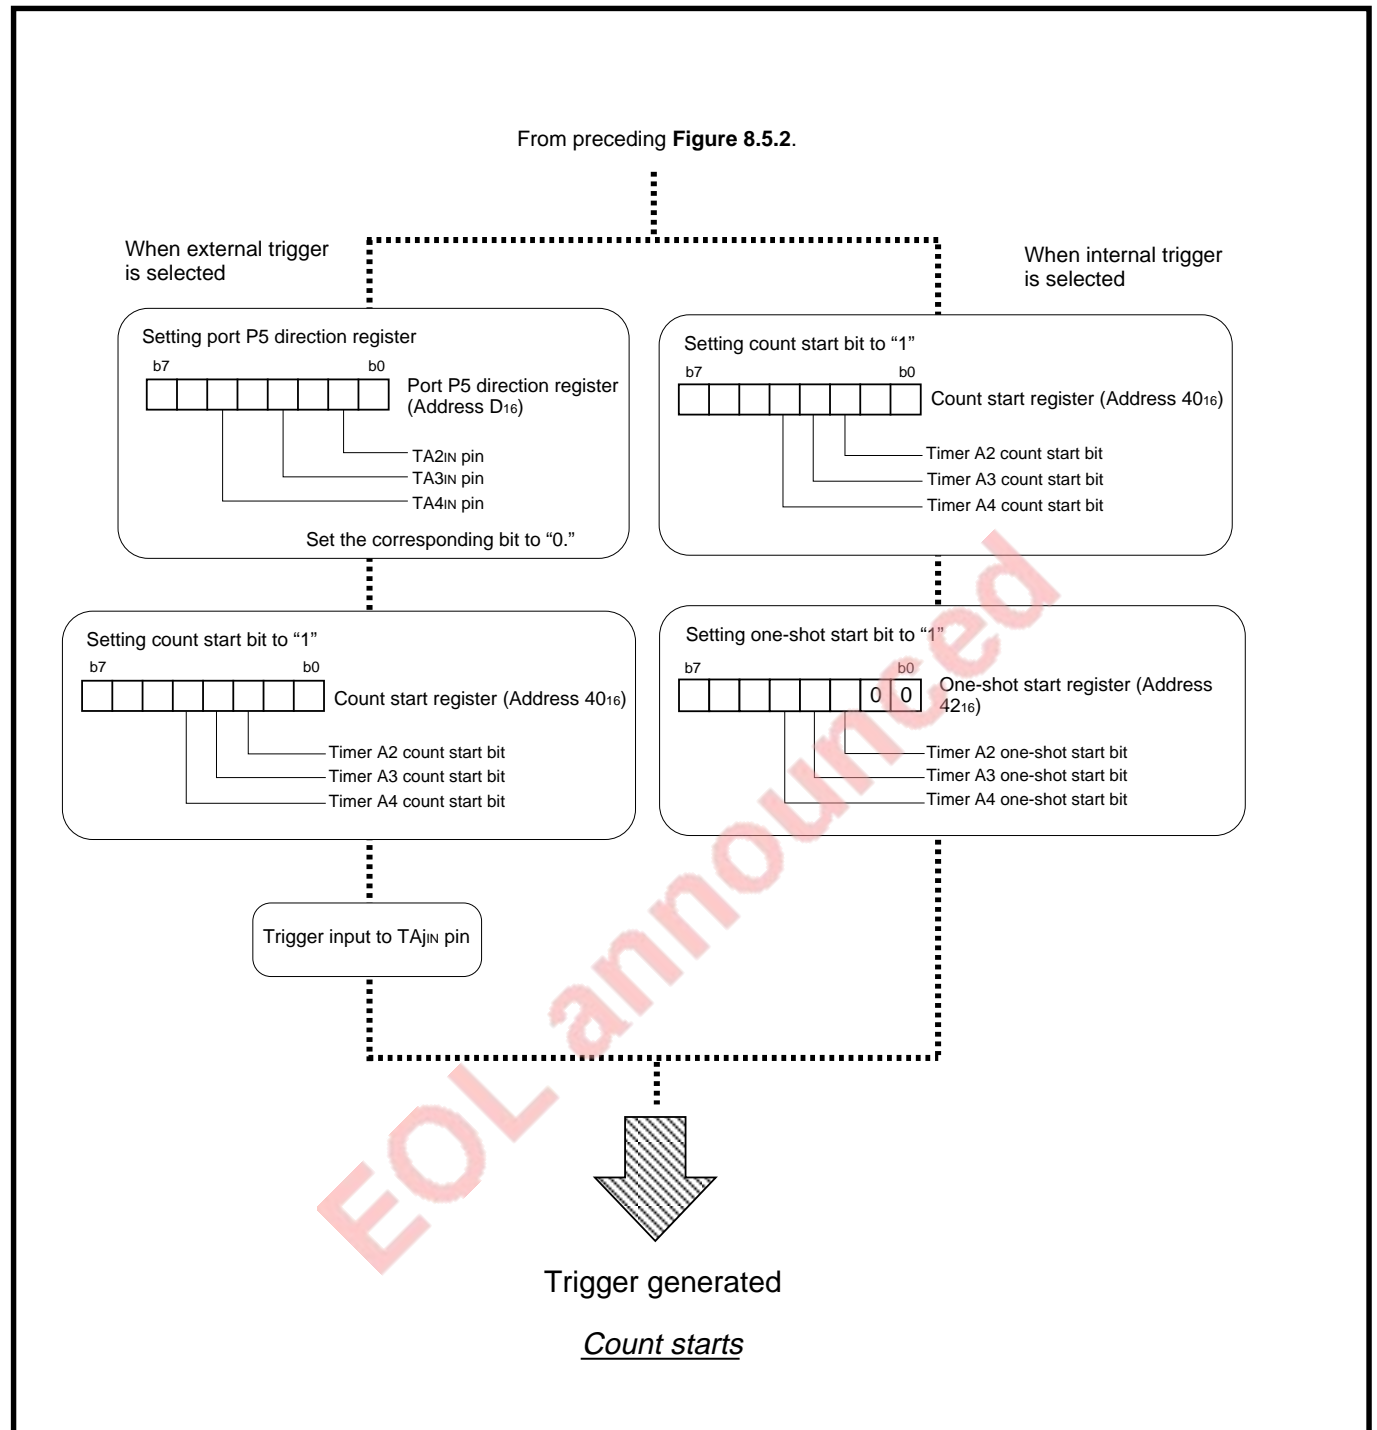 From preceding Figure 8.5.2.
When external trigger
is selected
When internal trigger
is selected
Setting port P5 direction register
b7 b0
Port P5 direction register
(Address D16)
TA2IN pin
TA3IN pin
TA4IN pin
Set the corresponding bit to “0.”
Setting count start bit to “1”
b7 b0
Count start register (Address 4016)
Timer A2 count start bit
Timer A3 count start bit
Timer A4 count start bit
Setting count start bit to “1”
b7 b0
Count start register (Address 4016)
Timer A2 count start bit
Timer A3 count start bit
Timer A4 count start bit
Setting one-shot start bit to “1”
b7 b0
0 0
One-shot start register (Address
4216)
Timer A2 one-shot start bit
Timer A3 one-shot start bit
Timer A4 one-shot start bit
Trigger input to TAjIN pin
EOL announced
Trigger generated
Count starts